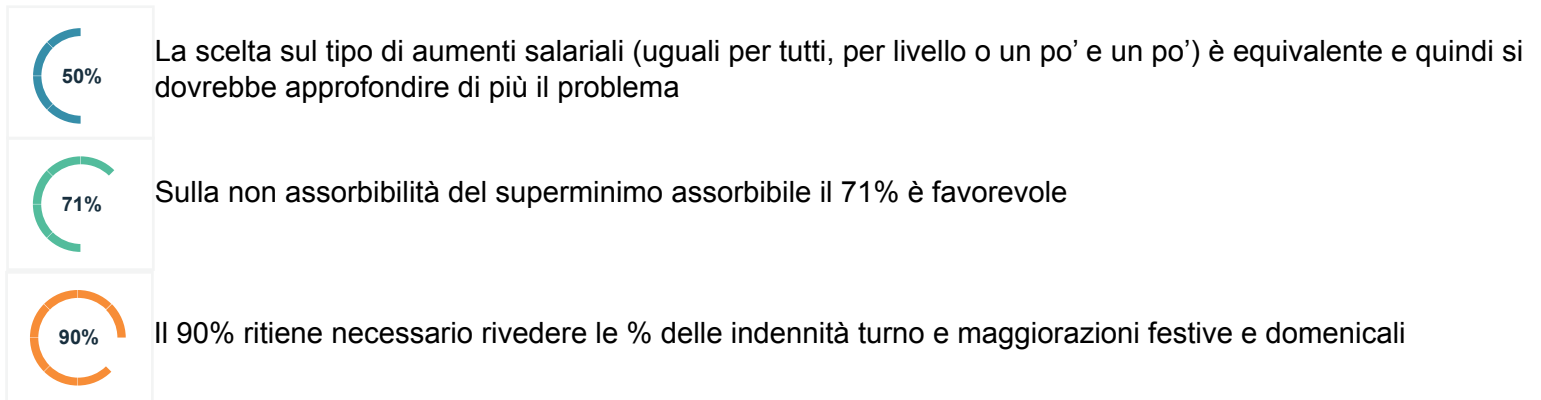 50%
La scelta sul tipo di aumenti salariali (uguali per tutti, per livello o un po’ e un po’) è equivalente e quindi si
dovrebbe approfondire di più il problema
71%
Sulla non assorbibilità del superminimo assorbibile il 71% è favorevole
90%
Il 90% ritiene necessario rivedere le % delle indennità turno e maggiorazioni festive e domenicali